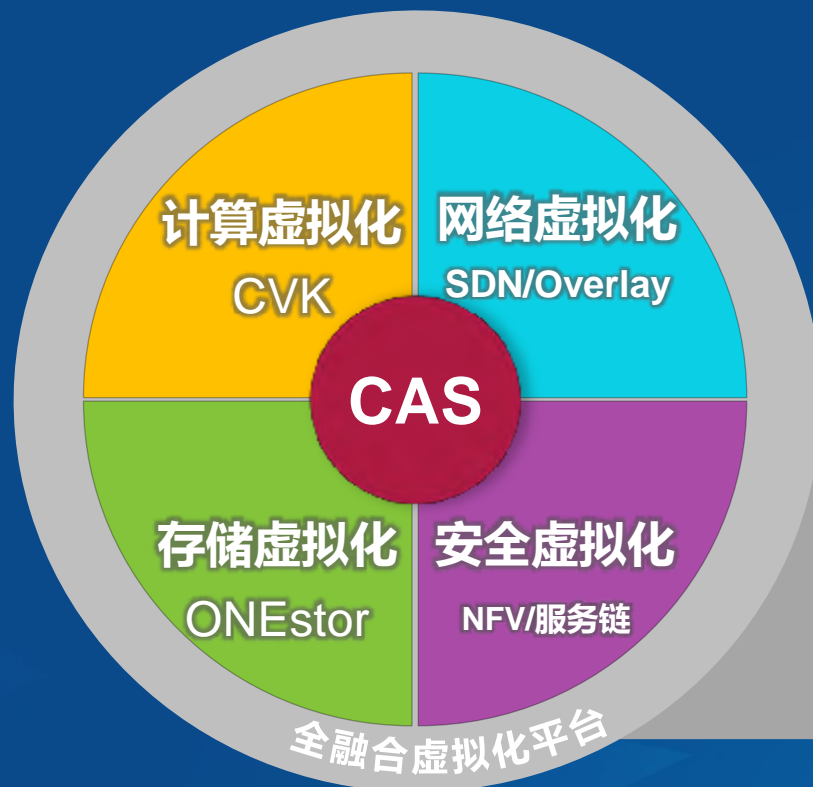 计算虚拟化
CVK
网络虚拟化
SDN/Overlay
CAS
存储虚拟化
ONEstor
安全虚拟化
NFV/服务链
全融合虚拟化平台